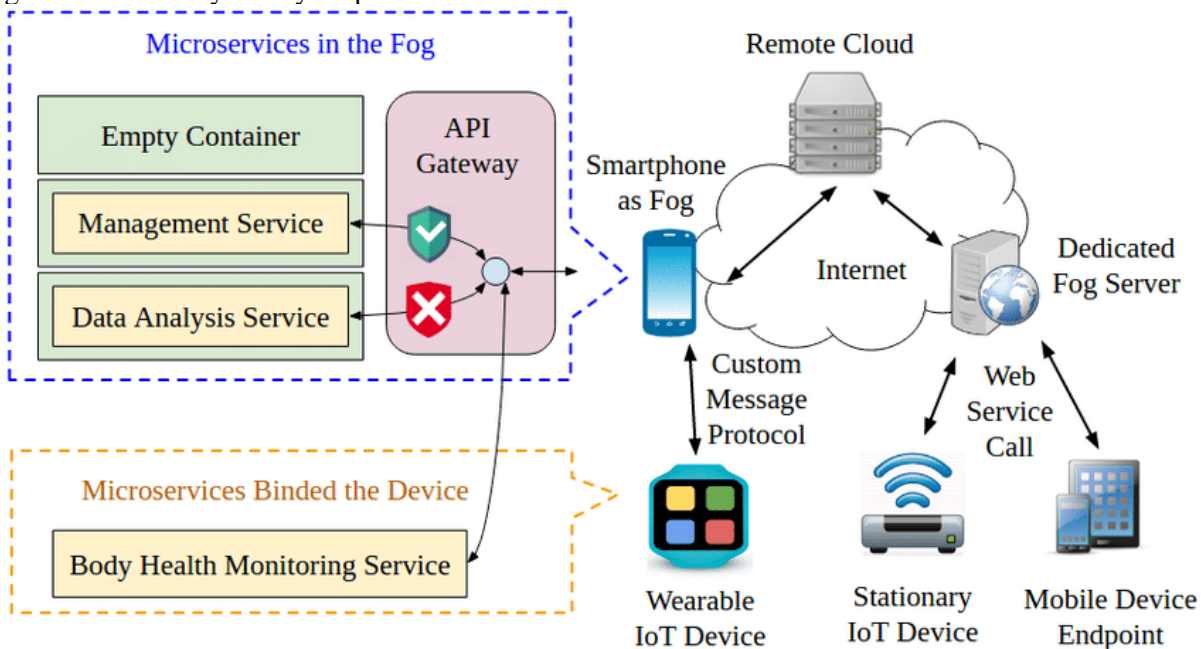 Microservices in the Fog
Empty Container
Management Service
Data Analysis Service
API
Gateway
Microservices Binded the Device
Body Health Monitoring Service
Remote Cloud
Smartphone
as Fog
Internet
Dedicated
Fog Server
Custom
Message
Protocol
Web
Service
Call
Wearable
IoT Device
Stationary
IoT Device
Mobile Device
Endpoint